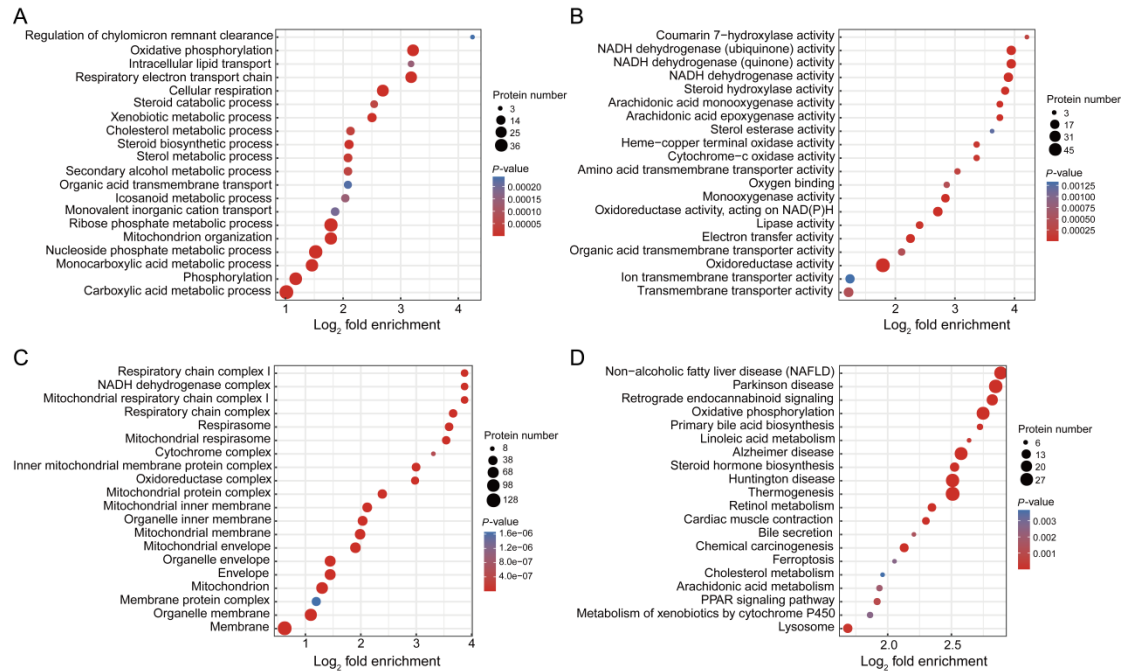 A
Regulation of chylomicron remnant clearance
Oxidative phosphorylation
Intracellular lipid transport
Respiratory electron transport chain
Cellular respiration
Steroid catabolic process
Xenobiotic metabolic process
Cholesterol metabolic process
Steroid biosynthetic process
Sterol metabolic process
Secondary alcohol metabolic process
Organic acid transmembrane transport
Icosanoid metabolic process
Monovalent inorganic cation transport
Ribose phosphate metabolic process
Mitochondrion organization
Nucleoside phosphate metabolic process
Monocarboxylic acid metabolic process
Phosphorylation
Carboxylic acid metabolic process
1 2 3 4
Log2 fold enrichment
Protein number
3
14
25
36
P-value
0.00020
0.00015
0.00010
0.00005
B
Coumarin 7−hydroxylase activity
NADH dehydrogenase (ubiquinone) activity
NADH dehydrogenase (quinone) activity
NADH dehydrogenase activity
Steroid hydroxylase activity
Arachidonic acid monooxygenase activity
Arachidonic acid epoxygenase activity
Sterol esterase activity
Heme−copper terminal oxidase activity
Cytochrome−c oxidase activity
Amino acid transmembrane transporter activity
Oxygen binding
Monooxygenase activity
Oxidoreductase activity, acting on NAD(P)H
Lipase activity
Electron transfer activity
Organic acid transmembrane transporter activity
Oxidoreductase activity
Ion transmembrane transporter activity
Transmembrane transporter activity
2 3 4
Log2 fold enrichment
Protein number
3
17
31
45
P-value
0.00125
0.00100
0.00075
0.00050
0.00025
C
Respiratory chain complex I
NADH dehydrogenase complex
Mitochondrial respiratory chain complex I
Respiratory chain complex
Respirasome
Mitochondrial respirasome
Cytochrome complex
Inner mitochondrial membrane protein complex
Oxidoreductase complex
Mitochondrial protein complex
Mitochondrial inner membrane
Organelle inner membrane
Mitochondrial membrane
Mitochondrial envelope
Organelle envelope
Envelope
Mitochondrion
Membrane protein complex
Organelle membrane
Membrane
1 2 3 4
Log2 fold enrichment
Protein number
8
38
68
98
128
P-value
1.6e−06
1.2e−06
8.0e−07
4.0e−07
D
Non−alcoholic fatty liver disease (NAFLD)
Parkinson disease
Retrograde endocannabinoid signaling
Oxidative phosphorylation
Primary bile acid biosynthesis
Linoleic acid metabolism
Alzheimer disease
Steroid hormone biosynthesis
Huntington disease
Thermogenesis
Retinol metabolism
Cardiac muscle contraction
Bile secretion
Chemical carcinogenesis
Ferroptosis
Cholesterol metabolism
Arachidonic acid metabolism
PPAR signaling pathway
Metabolism of xenobiotics by cytochrome P450
Lysosome
2.0 2.5
Log2 fold enrichment
Protein number
6
13
20
27
P-value
0.003
0.002
0.001